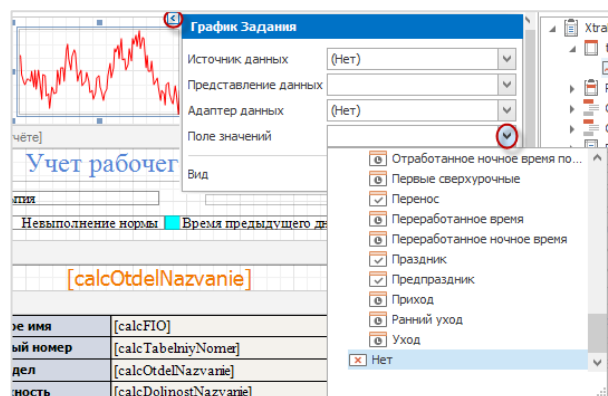 График Задания
Источник данных (Нет)
Представление данных
Адаптер данных (Нет)
Поле значений
Вид
Отработанное ночное время по...
Первые сверхурочные
Перенос
Переработанное время
Переработанное ночное время
Праздник
Предпраздник
Приход
Ранний уход
Уход
Нет
чёте]
Учет рабочег
Невыполнение нормы Время предыдущего дн
[calcOtdelNazvanie]
ое имя [calcFIO]
ый номер [calcTabelniyNomer]
дел [calcOtdelNazvanie]
ность [calcDoljnostNazvanie]
Xtra